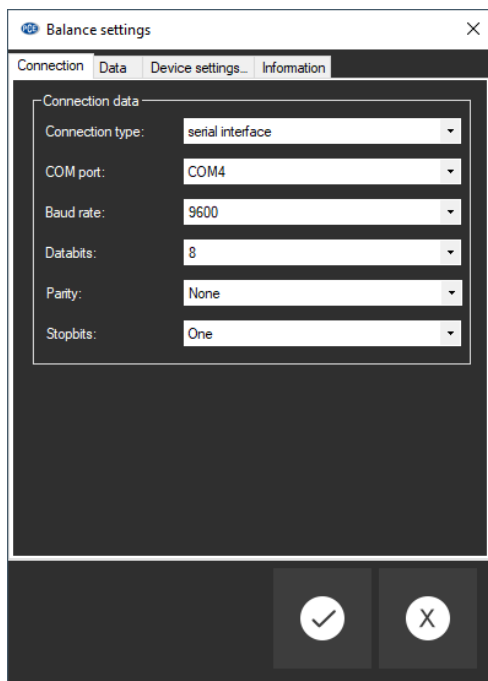 PCE Balance settings
Connection Data Device settings... Information
Connection data
Connection type: serial interface
COM port: COM4
Baud rate: 9600
Databits: 8
Parity: None
Stopbits: One
X